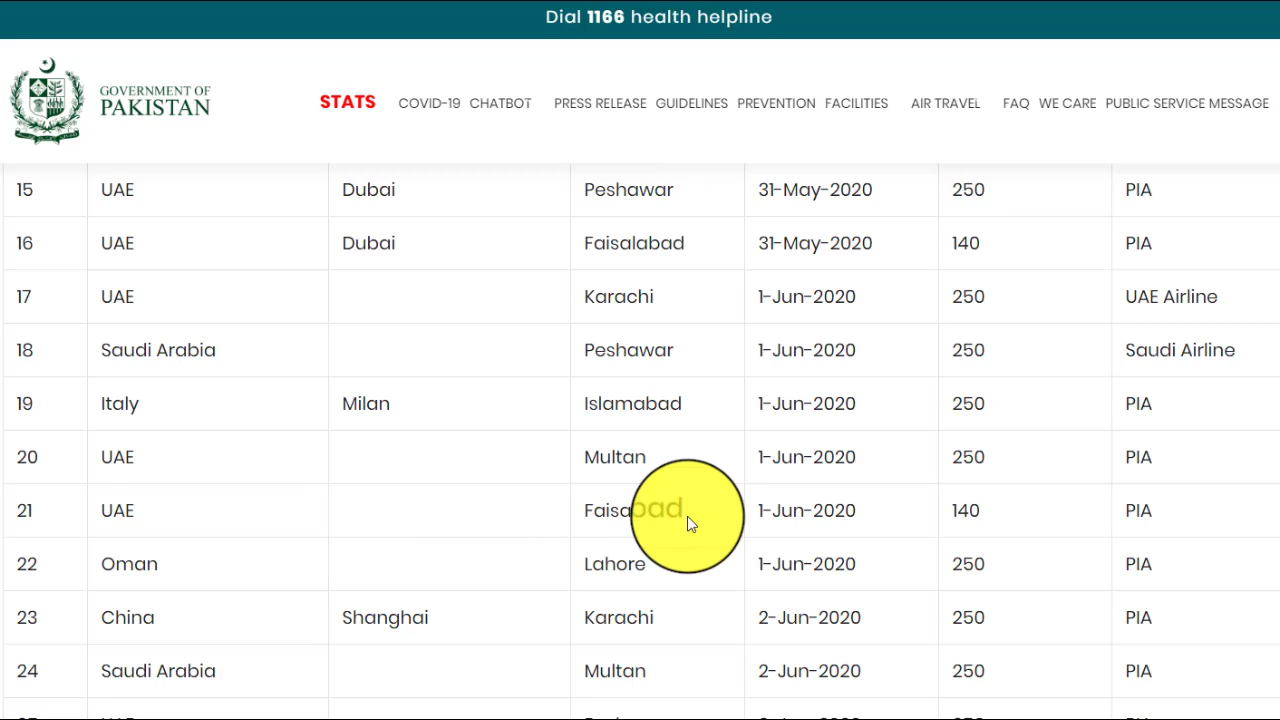 Dial 1166 health helpline
GOVERNMENT OF
PAKISTAN
STATS COVID-19 CHATBOT PRESS RELEASE GUIDELINES PREVENTION FACILITIES AIR TRAVEL FAQ WE CARE PUBLIC SERVICE MESSAGE
15 UAE Dubai Peshawar 31-May-2020 250 PIA
16 UAE Dubai Faisalabad 31-May-2020 140 PIA
17 UAE Karachi 1-Jun-2020 250 UAE Airline
18 Saudi Arabia Peshawar 1-Jun-2020 250 Saudi Airline
19 Italy Milan Islamabad 1-Jun-2020 250 PIA
20 UAE Multan 1-Jun-2020 250 PIA
21 UAE 1-Jun-2020 140 PIA
22 Oman Lahore 1-Jun-2020 250 PIA
23 China Shanghai Karachi 2-Jun-2020 250 PIA
24 Saudi Arabia Multan 2-Jun-2020 250 PIA